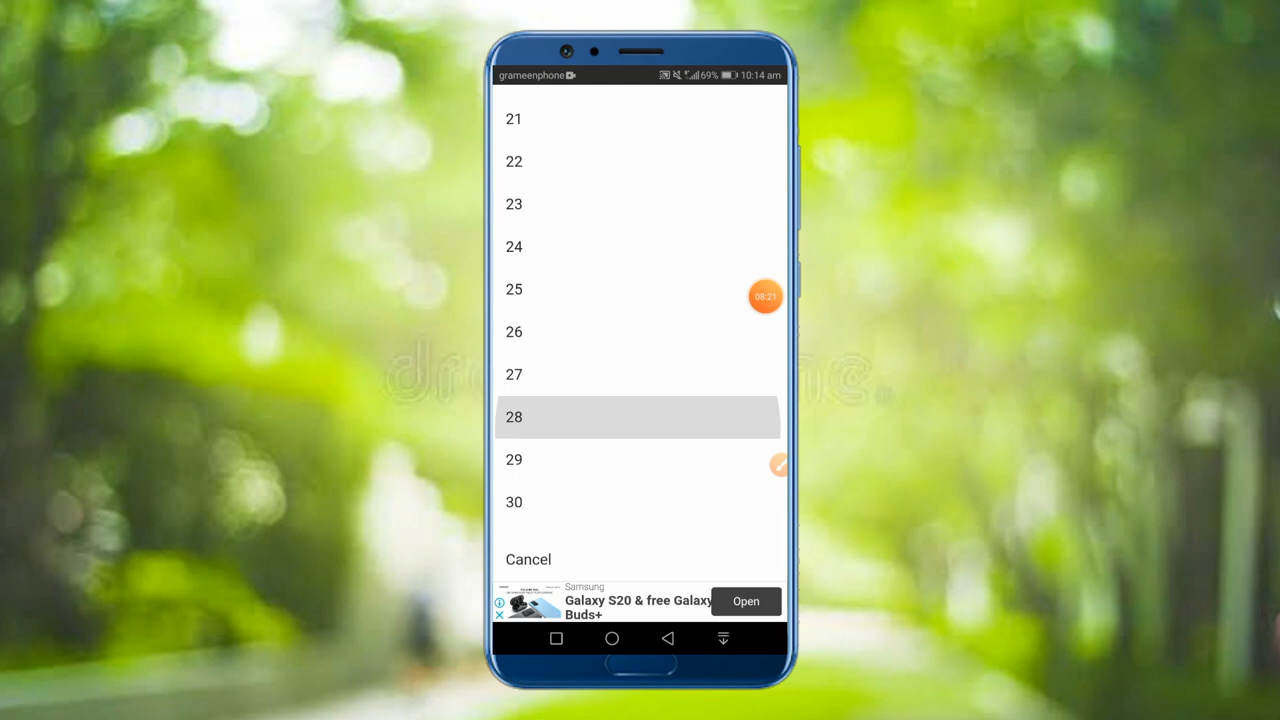 grameenphone
69%
10:14 am
21
22
23
24
25
08:21
26
27
28
29
30
Cancel
Samsung
Galaxy S20 & free Galaxy
Buds+
Open